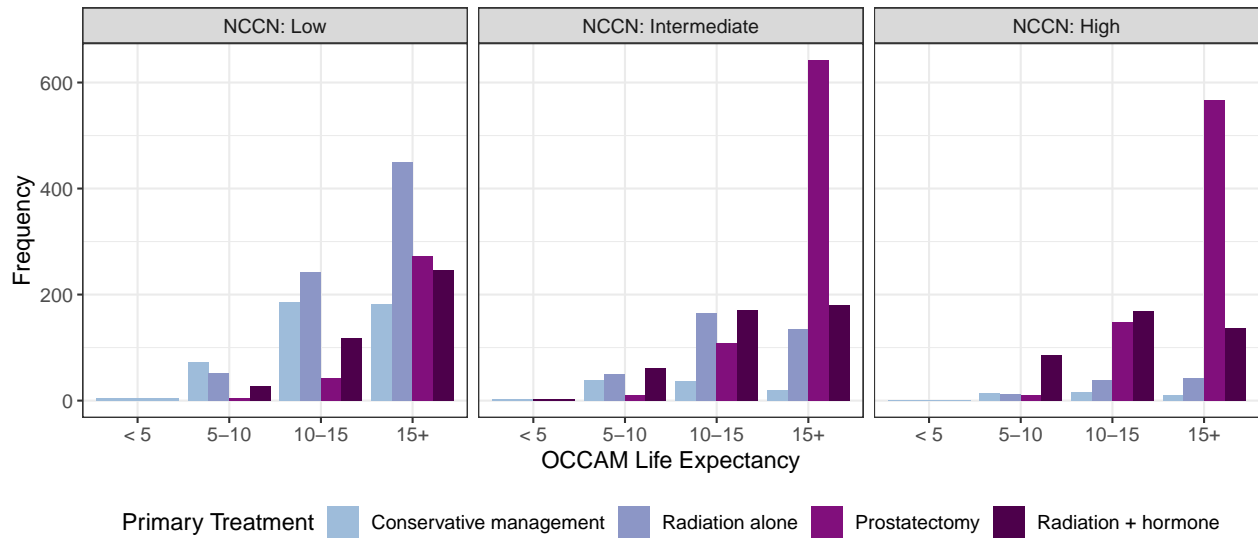 NCCN: Low NCCN: Intermediate NCCN: High
600
400
200
0
Frequency
< 5 5–10 10–15 15+ < 5 5–10 10–15 15+ < 5 5–10 10–15 15+
OCCAM Life Expectancy
Primary Treatment Conservative management Radiation alone Prostatectomy Radiation + hormone